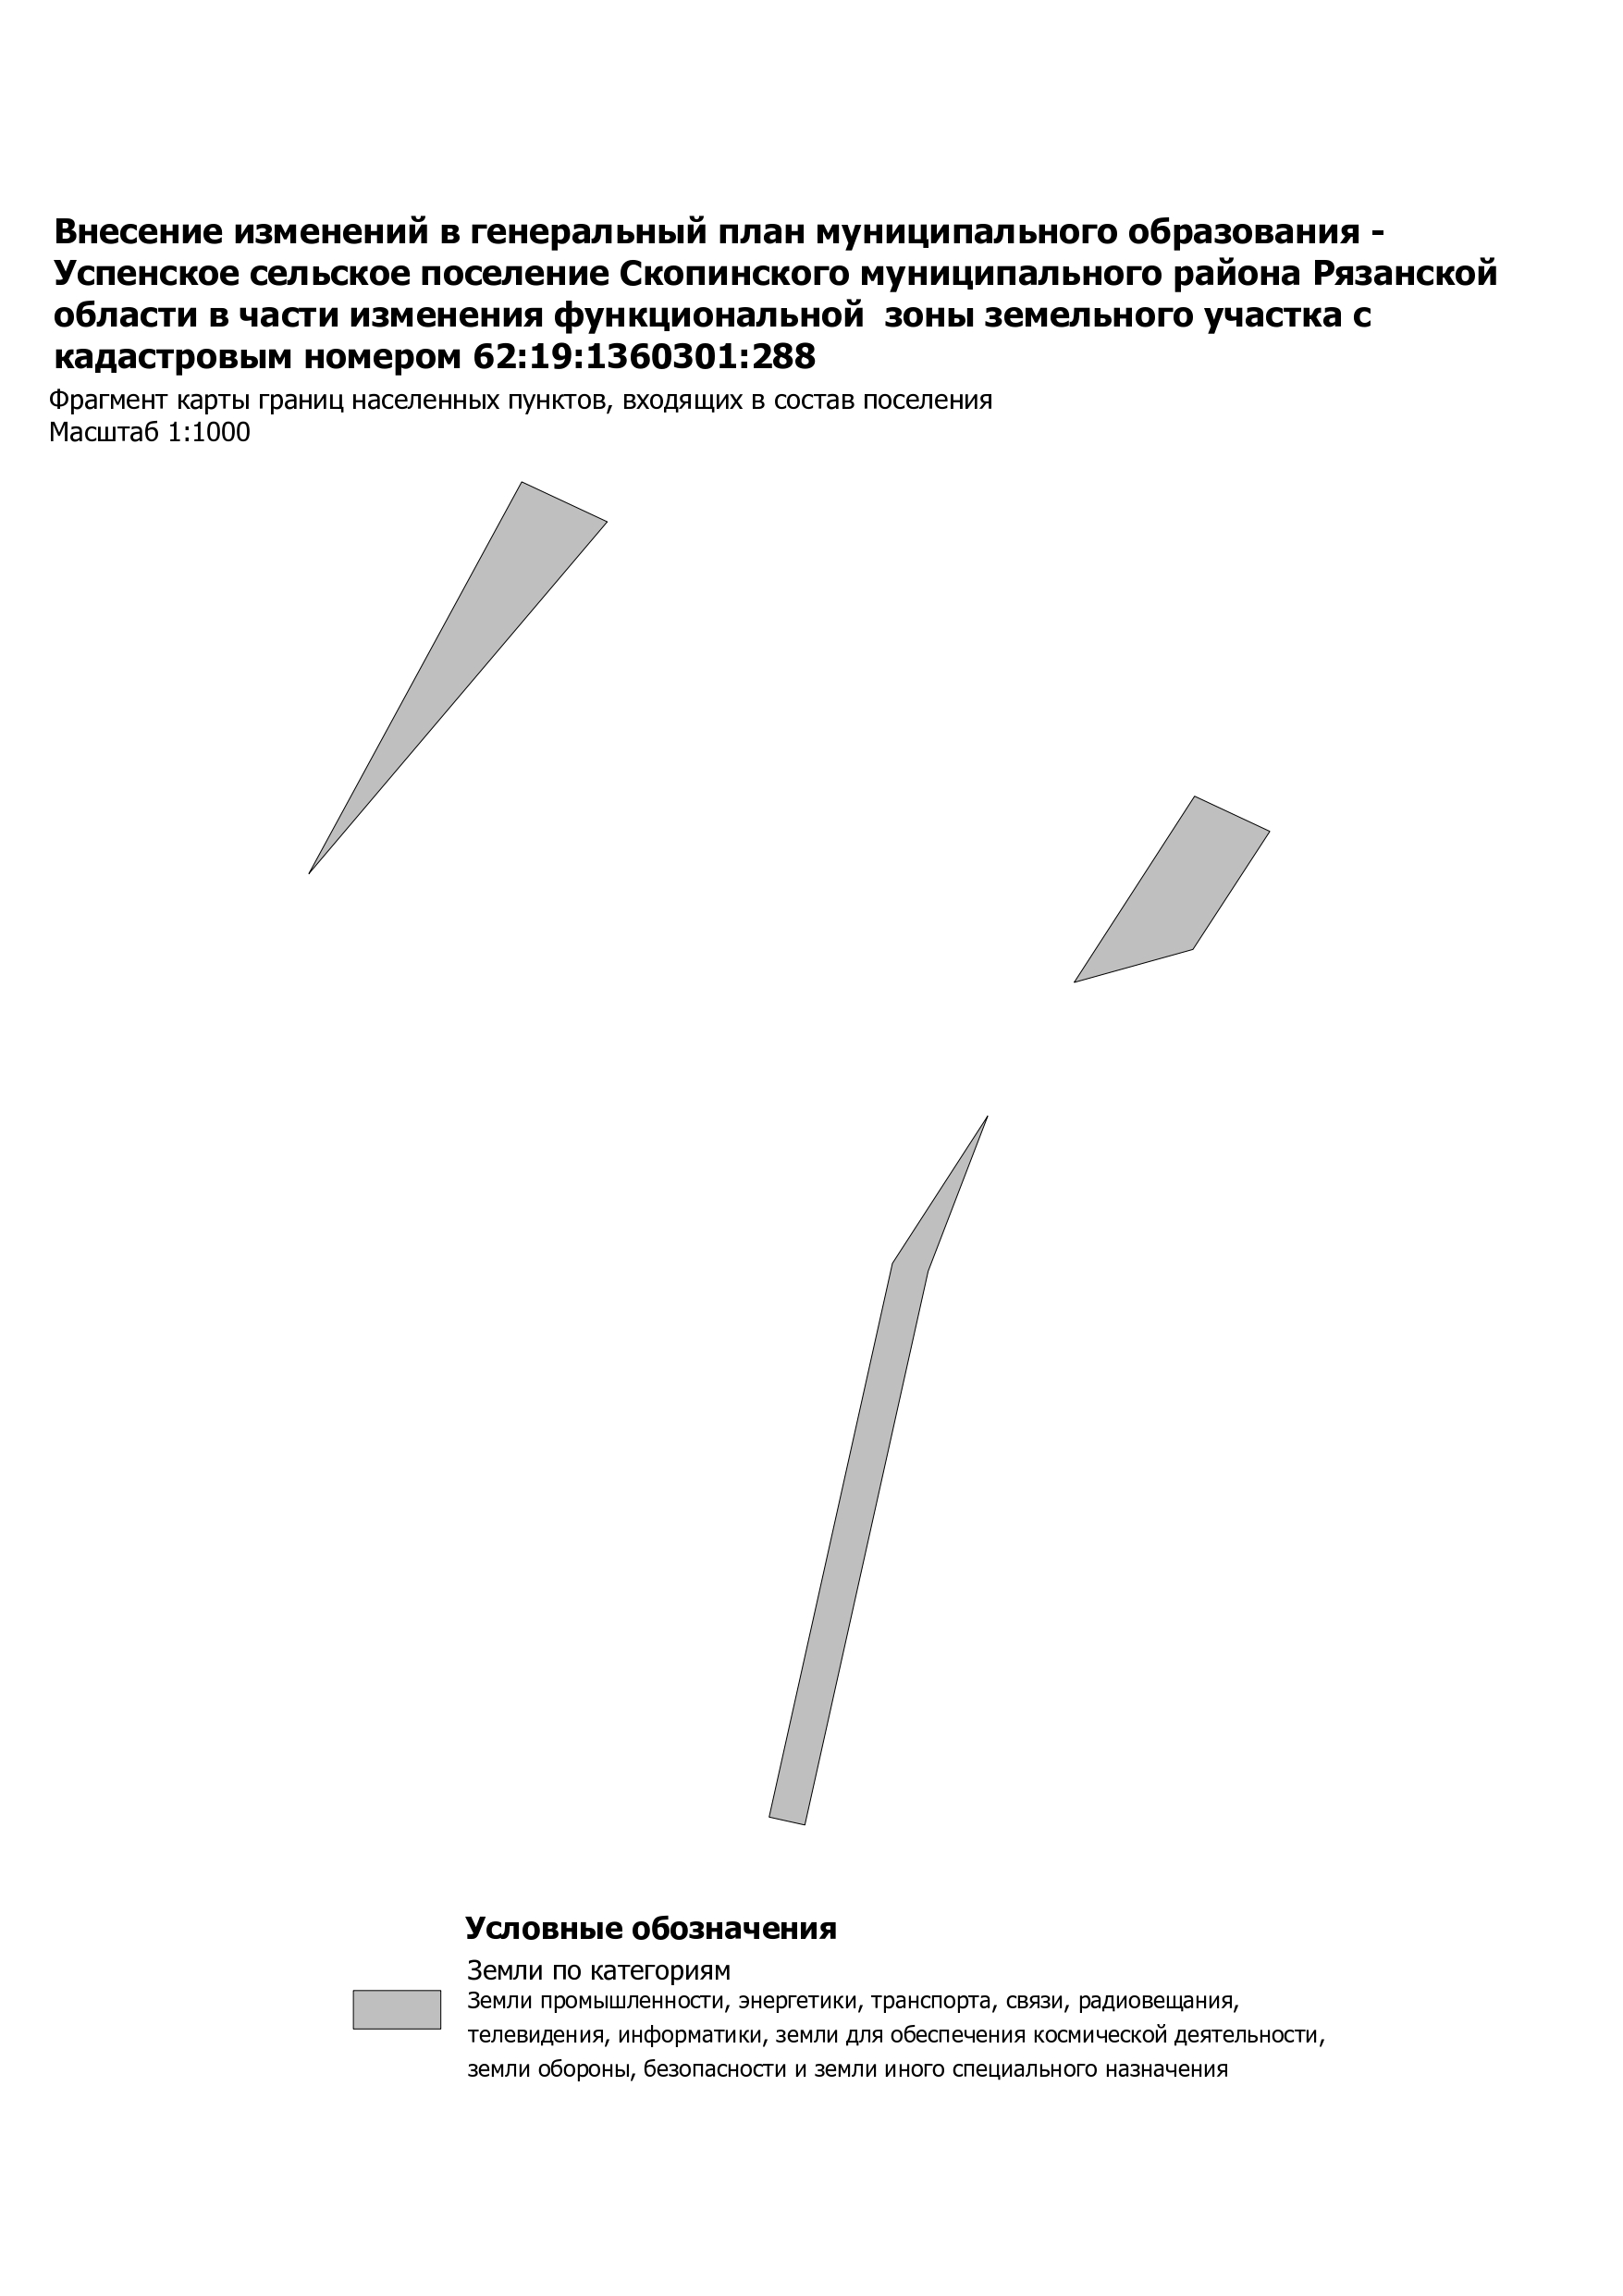 Внесение изменений в генеральный план муниципального образования -
Успенское сельское поселение Скопинского муниципального района Рязанской
области в части изменения функциональной  зоны земельного участка с
кадастровым номером 62:19:1360301:288
Фрагмент карты границ населенных пунктов, входящих в состав поселения
Масштаб 1:1000
Условные обозначения
Земли по категориям
Земли промышленности, энергетики, транспорта, связи, радиовещания,
телевидения, информатики, земли для обеспечения космической деятельности,
земли обороны, безопасности и земли иного специального назначения